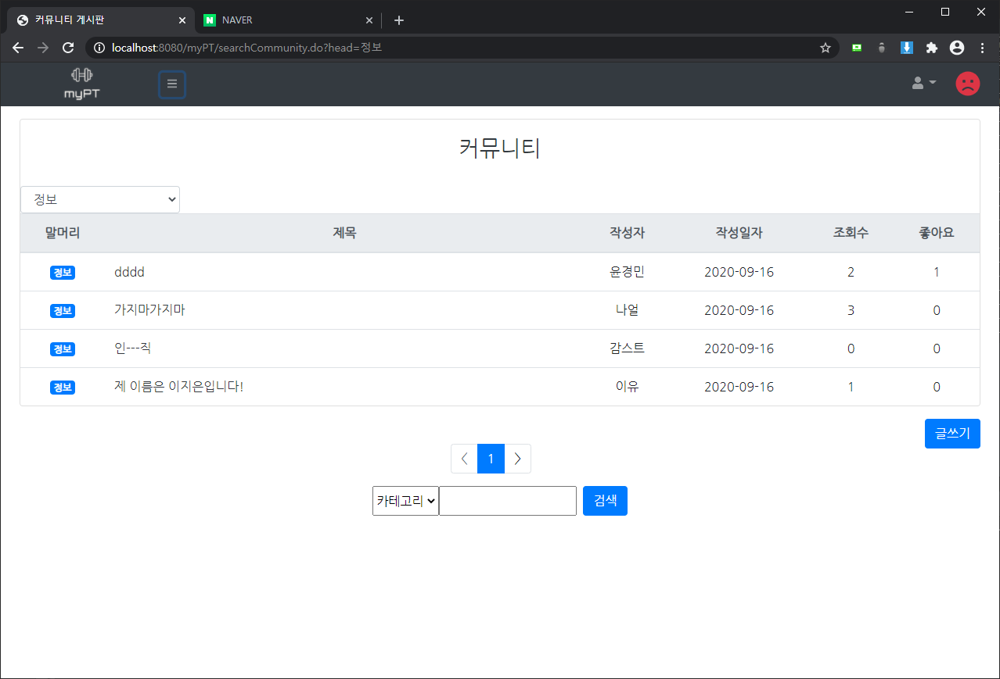 커뮤니티 게시판
NAVER
localhost:8080/myPT/searchCommunity.do?head=정보
myPT
커뮤니티
정보
말머리 제목 작성자 작성일자 조회수 좋아요
정보 dddd 윤경민 2020-09-16 2 1
정보 가지마가지마 나얼 2020-09-16 3 0
정보 인---직 감스트 2020-09-16 0 0
정보 제 이름은 이지은입니다! 이유 2020-09-16 1 0
글쓰기
1
카테고리 검색